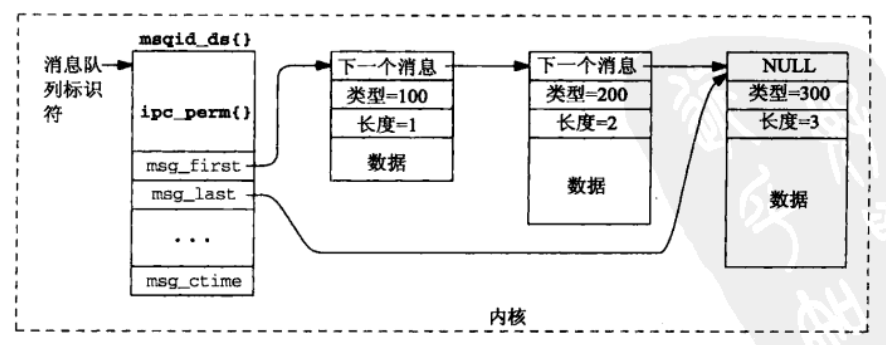 msqid_ds{}
消息队
列标识
符
ipc_perm{}
msg_first
msg_last
...
msg_ctime
下一个消息
类型=100
长度=1
数据
下一个消息
类型=200
长度=2
数据
NULL
类型=300
长度=3
数据
内核